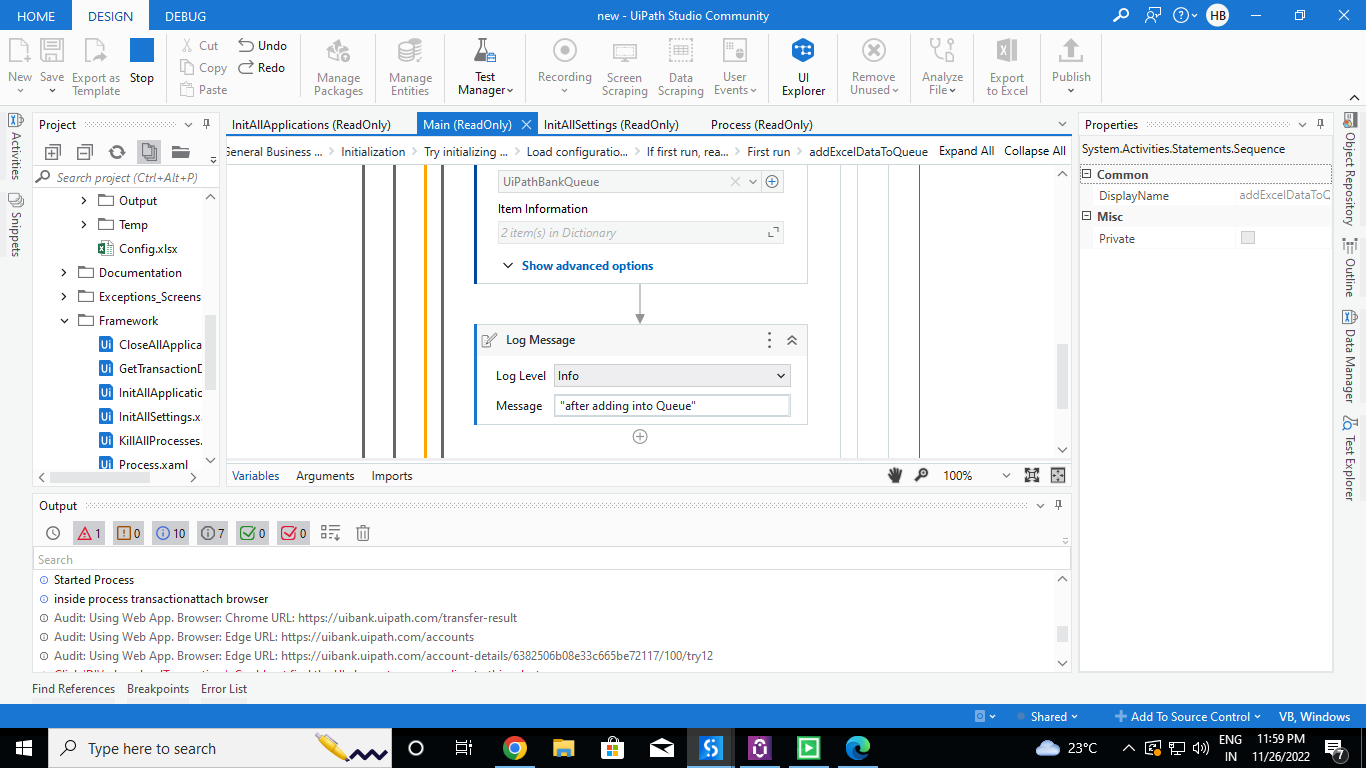 HOME DESIGN DEBUG new - UiPath Studio Community HB
New Save Export as Template Stop Cut Copy Paste Undo Redo Manage Packages Manage Entities Test Manager Recording Screen Scraping Data Scraping User Events UI Explorer Remove Unused Analyze File Export to Excel Publish
Activities
Snippets
Project
Search project (Ctrl+Alt+P)
Output
Temp
Config.xlsx
Documentation
Exceptions_Screens
Framework
CloseAllApplica
GetTransactionD
InitAllApplicatio
InitAllSettings.x
KillAllProcesses.
Process.xaml
InitAllApplications (ReadOnly) Main (ReadOnly) InitAllSettings (ReadOnly) Process (ReadOnly)
General Business ... Initialization Try initializing ... Load configuratio... If first run, rea... First run addExcelDataToQueue Expand All Collapse All
UiPathBankQueue
Item Information
2 item(s) in Dictionary
Show advanced options
Log Message
Log Level Info
Message "after adding into Queue"
Variables Arguments Imports 100%
Properties
System.Activities.Statements.Sequence
Common
DisplayName addExcelDataToQ
Misc
Private
Object Repository
Outline
Data Manager
Test Explorer
Output
1 0 10 7 0 0
Search
Started Process
inside process transactionattach browser
Audit: Using Web App. Browser: Chrome URL: https://uibank.uipath.com/transfer-result
Audit: Using Web App. Browser: Edge URL: https://uibank.uipath.com/accounts
Audit: Using Web App. Browser: Edge URL: https://uibank.uipath.com/account-details/6382506b08e33c665be72117/100/try12
Find References Breakpoints Error List
Shared Add To Source Control VB, Windows
Type here to search 23°C ENG IN 11:59 PM 11/26/2022 7